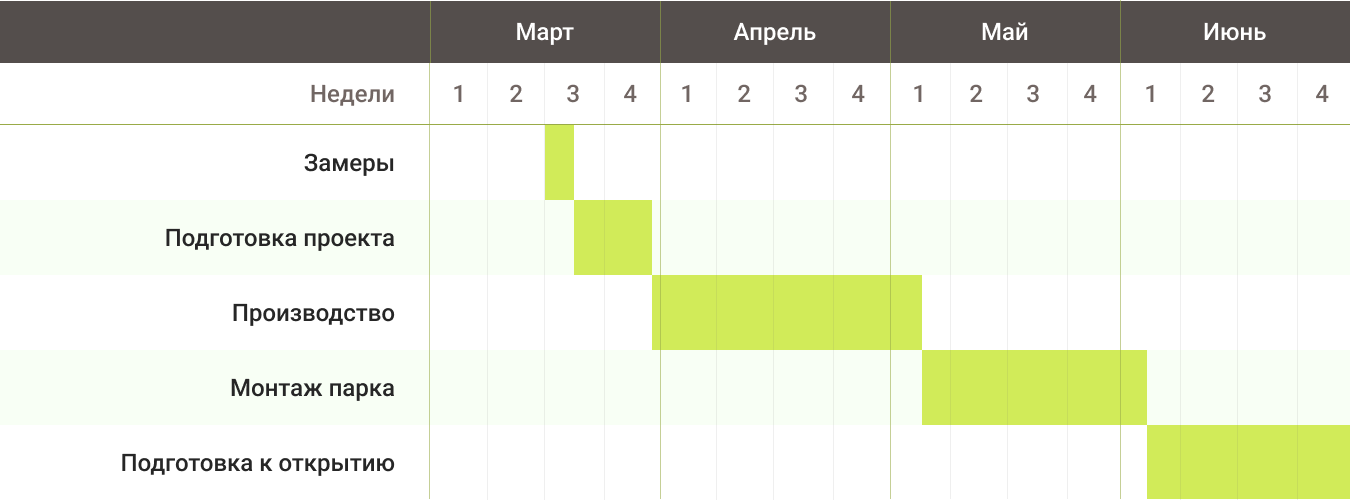 Март Апрель Май Июнь
Недели 1 2 3 4 1 2 3 4 1 2 3 4 1 2 3 4
Замеры
Подготовка проекта
Производство
Монтаж парка
Подготовка к открытию